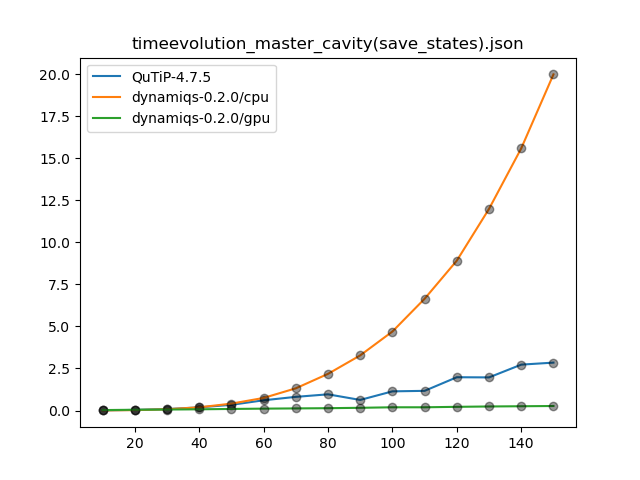 timeevolution_master_cavity(save_states).json
QuTiP-4.7.5
dynamiqs-0.2.0/cpu
dynamiqs-0.2.0/gpu
20.0
17.5
15.0
12.5
10.0
7.5
5.0
2.5
0.0
20 40 60 80 100 120 140